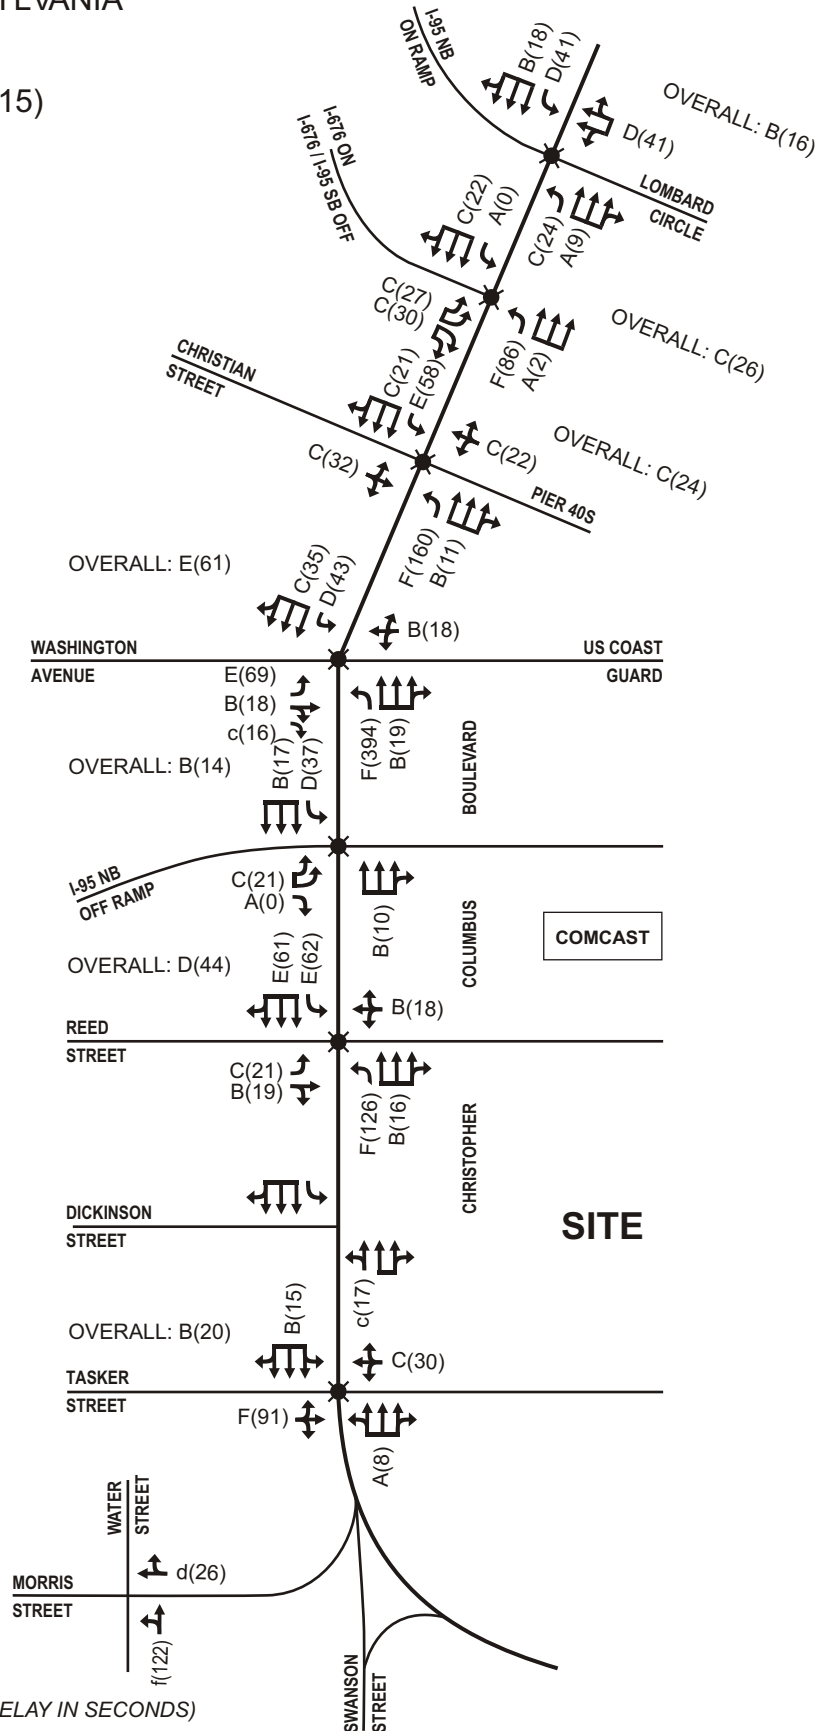 15)
I-95 NB
ON RAMP
B(18)
D(41)
OVERALL: B(16)
D(41)
I-676 ON
I-676 / I-95 SB OFF
LOMBARD
CIRCLE
C(22)
A(0)
C(24)
A(9)
C(27)
C(30)
OVERALL: C(26)
F(86)
A(2)
CHRISTIAN
STREET
C(21)
E(58)
C(32)
C(22)
OVERALL: C(24)
PIER 40S
F(160)
B(11)
OVERALL: E(61)
C(35)
D(43)
B(18)
WASHINGTON
AVENUE
US COAST
GUARD
E(69)
B(18)
c(16)
F(394)
B(19)
OVERALL: B(14)
B(17)
D(37)
BOULEVARD
I-95 NB
OFF RAMP
C(21)
A(0)
B(10)
COLUMBUS
COMCAST
OVERALL: D(44)
E(61)
E(62)
B(18)
REED
STREET
C(21)
B(19)
F(126)
B(16)
CHRISTOPHER
DICKINSON
STREET
SITE
c(17)
OVERALL: B(20)
B(15)
C(30)
TASKER
STREET
F(91)
A(8)
WATER
STREET
d(26)
MORRIS
STREET
f(122)
SWANSON
STREET
ELAY IN SECONDS)